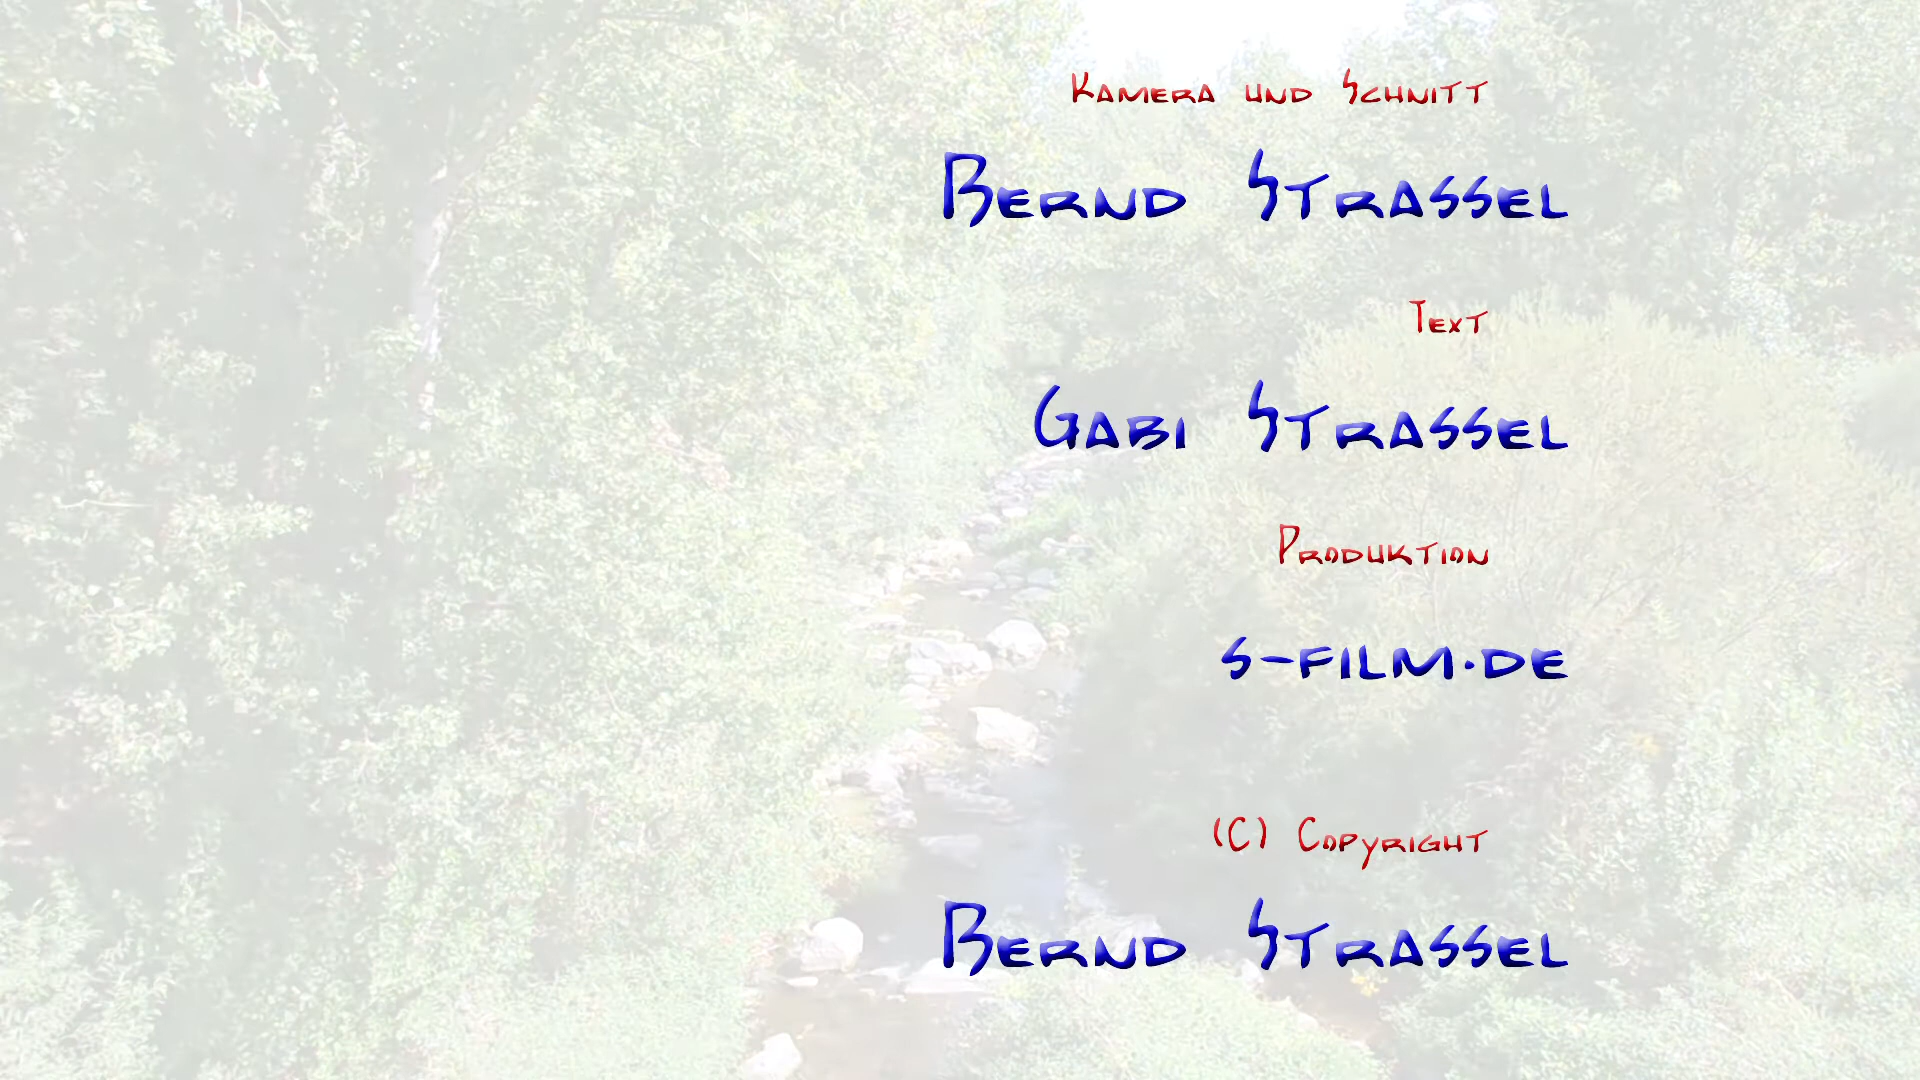 Kamera und Schnitt
Bernd Strassel
Text
Gabi Strassel
Produktion
s-film.de
(C) Copyright
Bernd Strassel